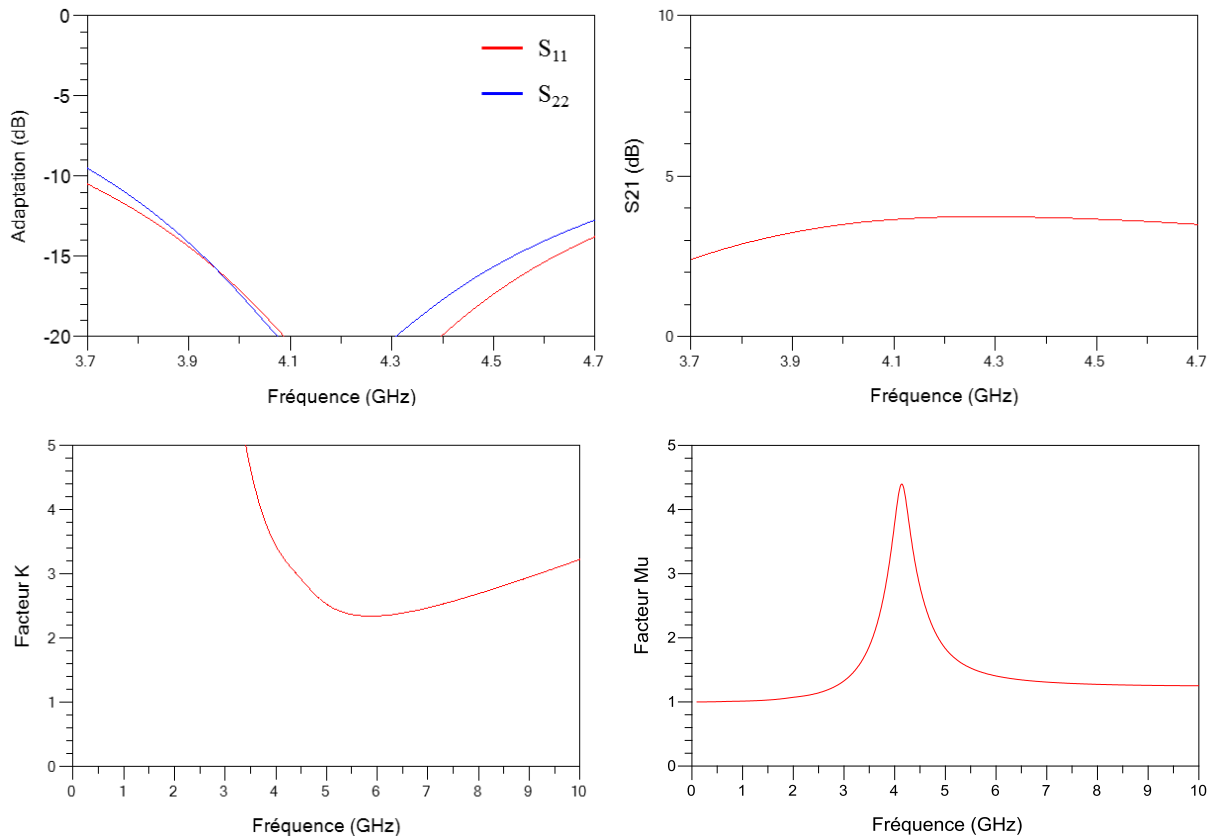 0
-5
-10
-15
-20
Adaptation (dB)
S11
S22
3.7 3.9 4.1 4.3 4.5 4.7
Fréquence (GHz)
10
5
0
S21 (dB)
3.7 3.9 4.1 4.3 4.5 4.7
Fréquence (GHz)
5
4
3
2
1
0
Facteur K
0 1 2 3 4 5 6 7 8 9 10
Fréquence (GHz)
5
4
3
2
1
0
Facteur Mu
0 1 2 3 4 5 6 7 8 9 10
Fréquence (GHz)